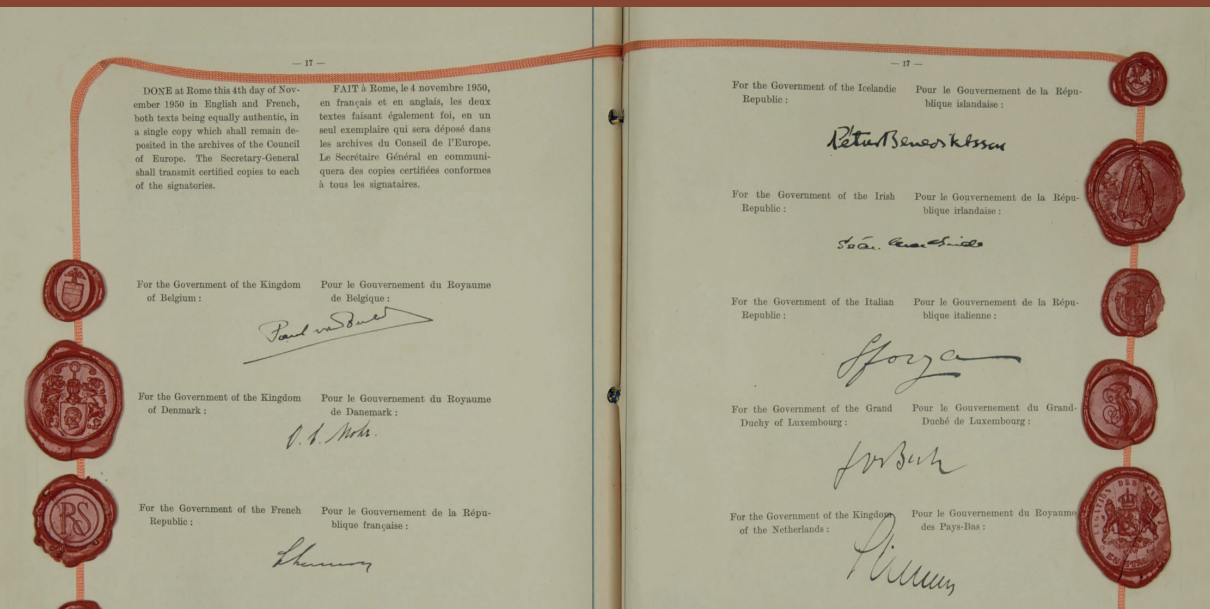 — 17 —
DONE at Rome this 4th day of Nov-
ember 1950 in English and French,
both texts being equally authentic, in
a single copy which shall remain de-
posited in the archives of the Council
of Europe. The Secretary-General
shall transmit certified copies to each
of the signatories.
FAIT à Rome, le 4 novembre 1950,
en français et en anglais, les deux
textes faisant également foi, en un
seul exemplaire qui sera déposé dans
les archives du Conseil de l'Europe.
Le Secrétaire Général en communi-
quera des copies certifiées conformes
à tous les signataires.
For the Government of the Kingdom
of Belgium :
Pour le Gouvernement du Royaume
de Belgique :
Paul van
For the Government of the Kingdom
of Denmark :
Pour le Gouvernement du Royaume
de Danemark :
Mohr.
For the Government of the French
Republic :
Pour le Gouvernement de la Répu-
blique française :
RS
— 17 —
For the Government of the Icelandic
Republic :
Pour le Gouvernement de la Répu-
blique islandaise :
Pétur Benediktsson
For the Government of the Irish
Republic :
Pour le Gouvernement de la Répu-
blique irlandaise :
Seán
For the Government of the Italian
Republic :
Pour le Gouvernement de la Répu-
blique italienne :
Sforza
For the Government of the Grand
Duchy of Luxembourg :
Pour le Gouvernement du Grand-
Duché de Luxembourg :
For the Government of the Kingdom
of the Netherlands :
Pour le Gouvernement du Royaume
des Pays-Bas :